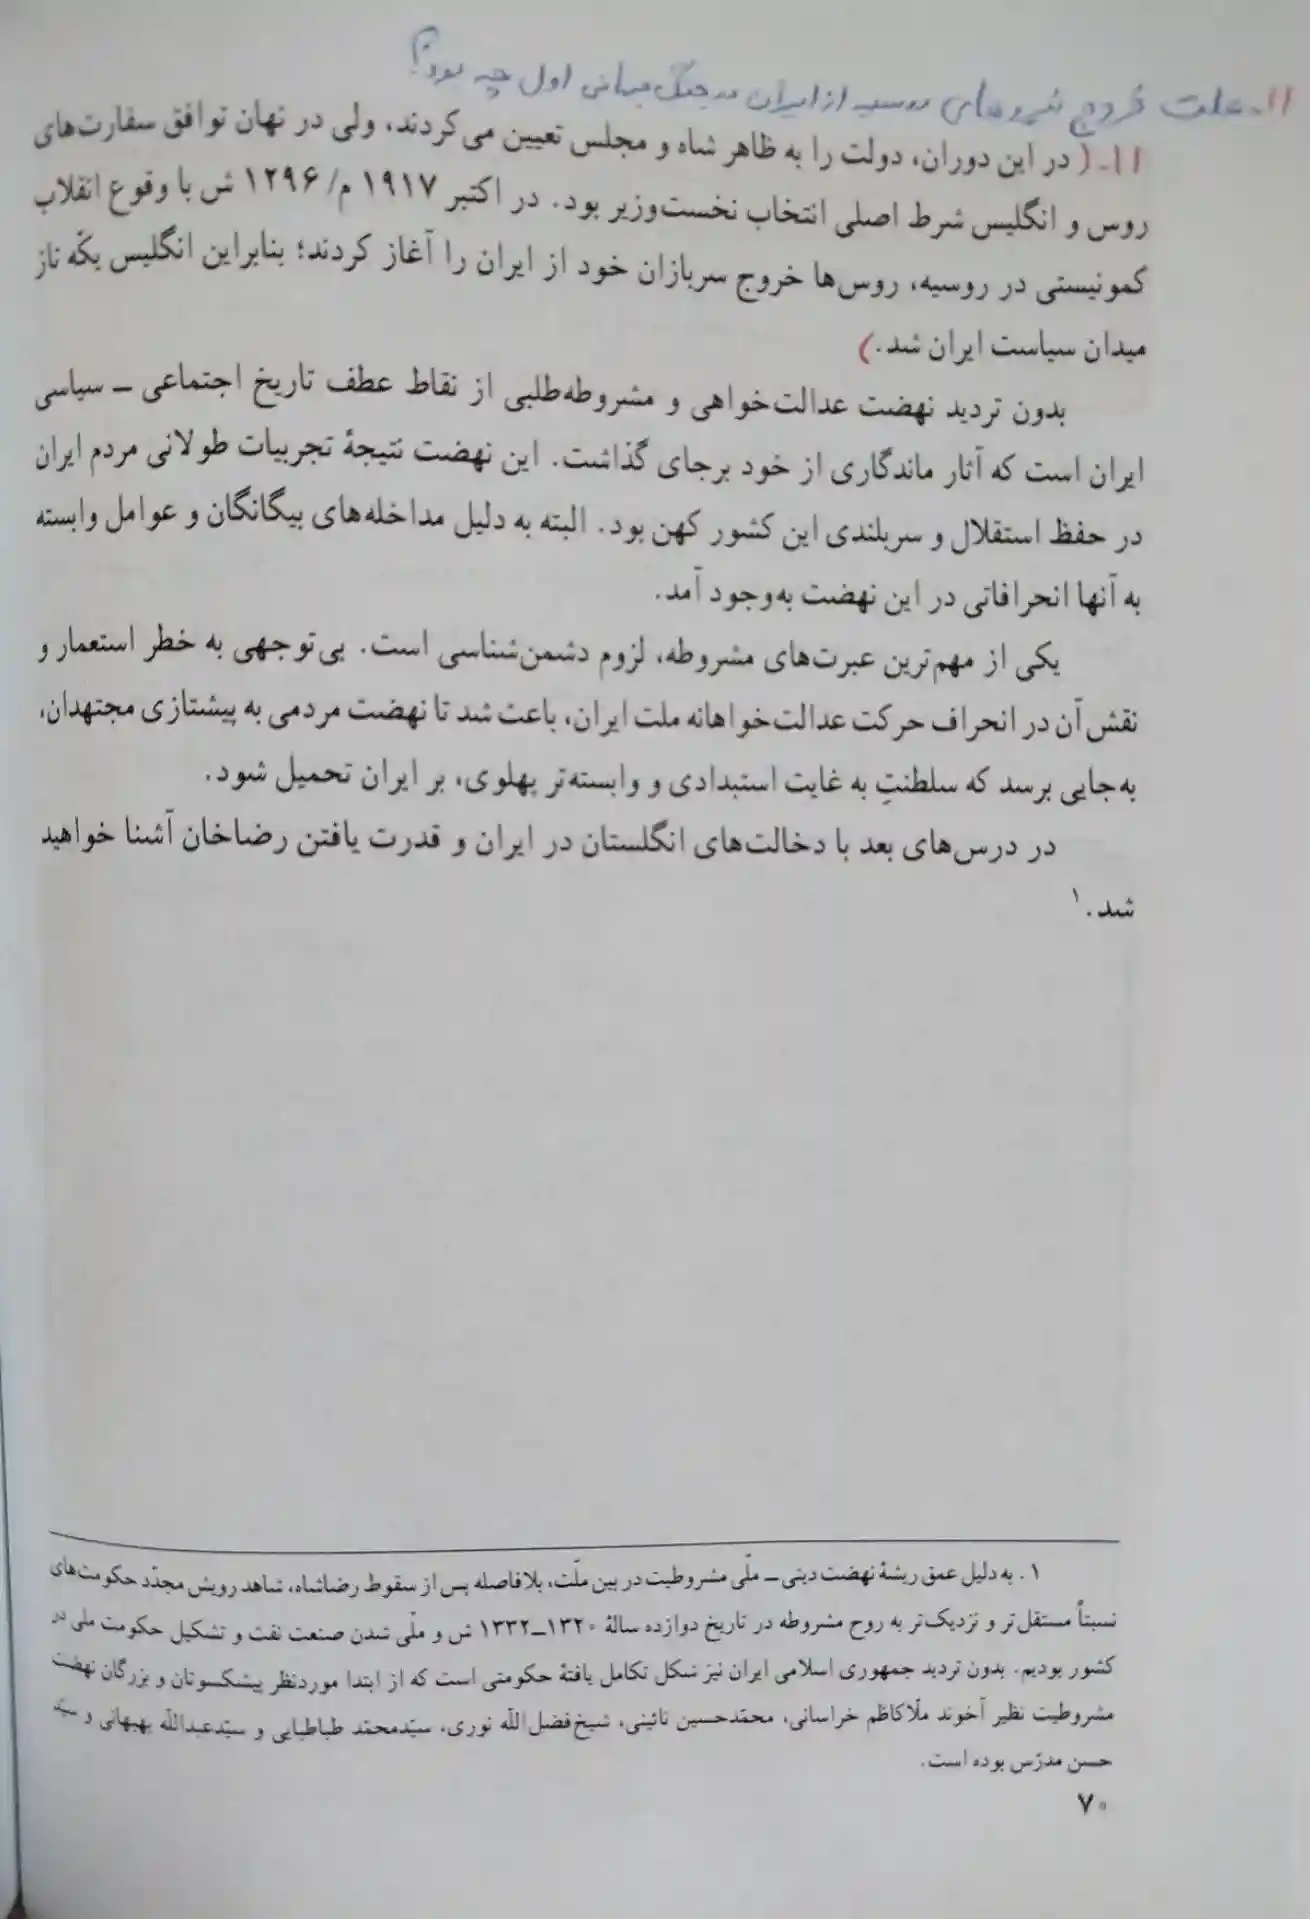 ۱۱ـ علت خروج نیروهای روسیه از ایران در جنگ جهانی اول چه بود؟
۱۱ـ (در این دوران، دولت را به ظاهر شاه و مجلس تعیین می‌کردند، ولی در نهان توافق سفارت‌های
روس و انگلیس شرط اصلی انتخاب نخست‌وزیر بود. در اکتبر ۱۹۱۷ م/ ۱۲۹۶ ش با وقوع انقلاب
کمونیستی در روسیه، روس‌ها خروج سربازان خود از ایران را آغاز کردند؛ بنابراین انگلیس یکّه تاز
میدان سیاست ایران شد.)
بدون تردید نهضت عدالت‌خواهی و مشروطه‌طلبی از نقاط عطف تاریخ اجتماعی ـ سیاسی
ایران است که آثار ماندگاری از خود برجای گذاشت. این نهضت نتیجهٔ تجربیات طولانی مردم ایران
در حفظ استقلال و سربلندی این کشور کهن بود. البته به دلیل مداخله‌های بیگانگان و عوامل وابسته
به آنها انحرافاتی در این نهضت به‌وجود آمد.
یکی از مهم‌ترین عبرت‌های مشروطه، لزوم دشمن‌شناسی است. بی‌توجهی به خطر استعمار و
نقش آن در انحراف حرکت عدالت‌خواهانه ملت ایران، باعث شد تا نهضت مردمی به پیشتازی مجتهدان،
به‌جایی برسد که سلطنتِ به غایت استبدادی و وابسته‌تر پهلوی، بر ایران تحمیل شود.
در درس‌های بعد با دخالت‌های انگلستان در ایران و قدرت یافتن رضاخان آشنا خواهید
شد.۱
۱. به دلیل عمق ریشهٔ نهضت دینی ـ ملّی مشروطیت در بین ملّت، بلافاصله پس از سقوط رضاشاه، شاهد رویش مجدّد حکومت‌های
نسبتاً مستقل‌تر و نزدیک‌تر به روح مشروطه در تاریخ دوازده سالهٔ ۱۳۲۰ـ۱۳۳۲ ش و ملّی شدن صنعت نفت و تشکیل حکومت ملی در
کشور بودیم. بدون تردید جمهوری اسلامی ایران نیز شکل تکامل یافتهٔ حکومتی است که از ابتدا موردنظر پیشکسوتان و بزرگان نهضت
مشروطیت نظیر آخوند ملّاکاظم خراسانی، محمّدحسین نائینی، شیخ‌فضل‌اللّه نوری، سیّدمحمّد طباطبایی و سیّدعبداللّه بهبهانی و سیّد
حسن مدرّس بوده است.
۷۰